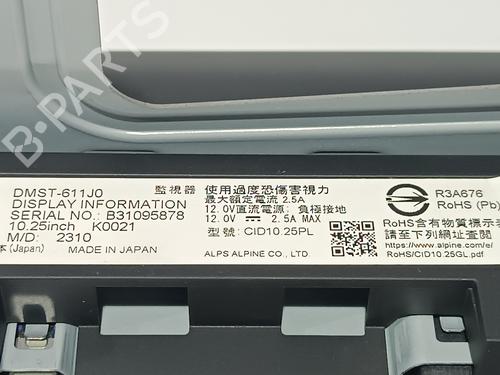 B-PARTS
DMST-611J0
DISPLAY INFORMATION
SERIAL NO.: B31095878
10.25inch K0021
M/D: 2310
本(Japan) MADE IN JAPAN
監視器
使用過度恐傷害視力
最大額定電流 2.5A
12.0V直流電源: 負極接地
12.0V 2.5A MAX
型號: CID10.25PL
ALPS ALPINE CO., LTD.
R3A676
RoHS (Pb)
RoHS含有物質標示
請至下列網址查閱
https://www.alpine.com/e
RoHS/CID10.25GL.pdf